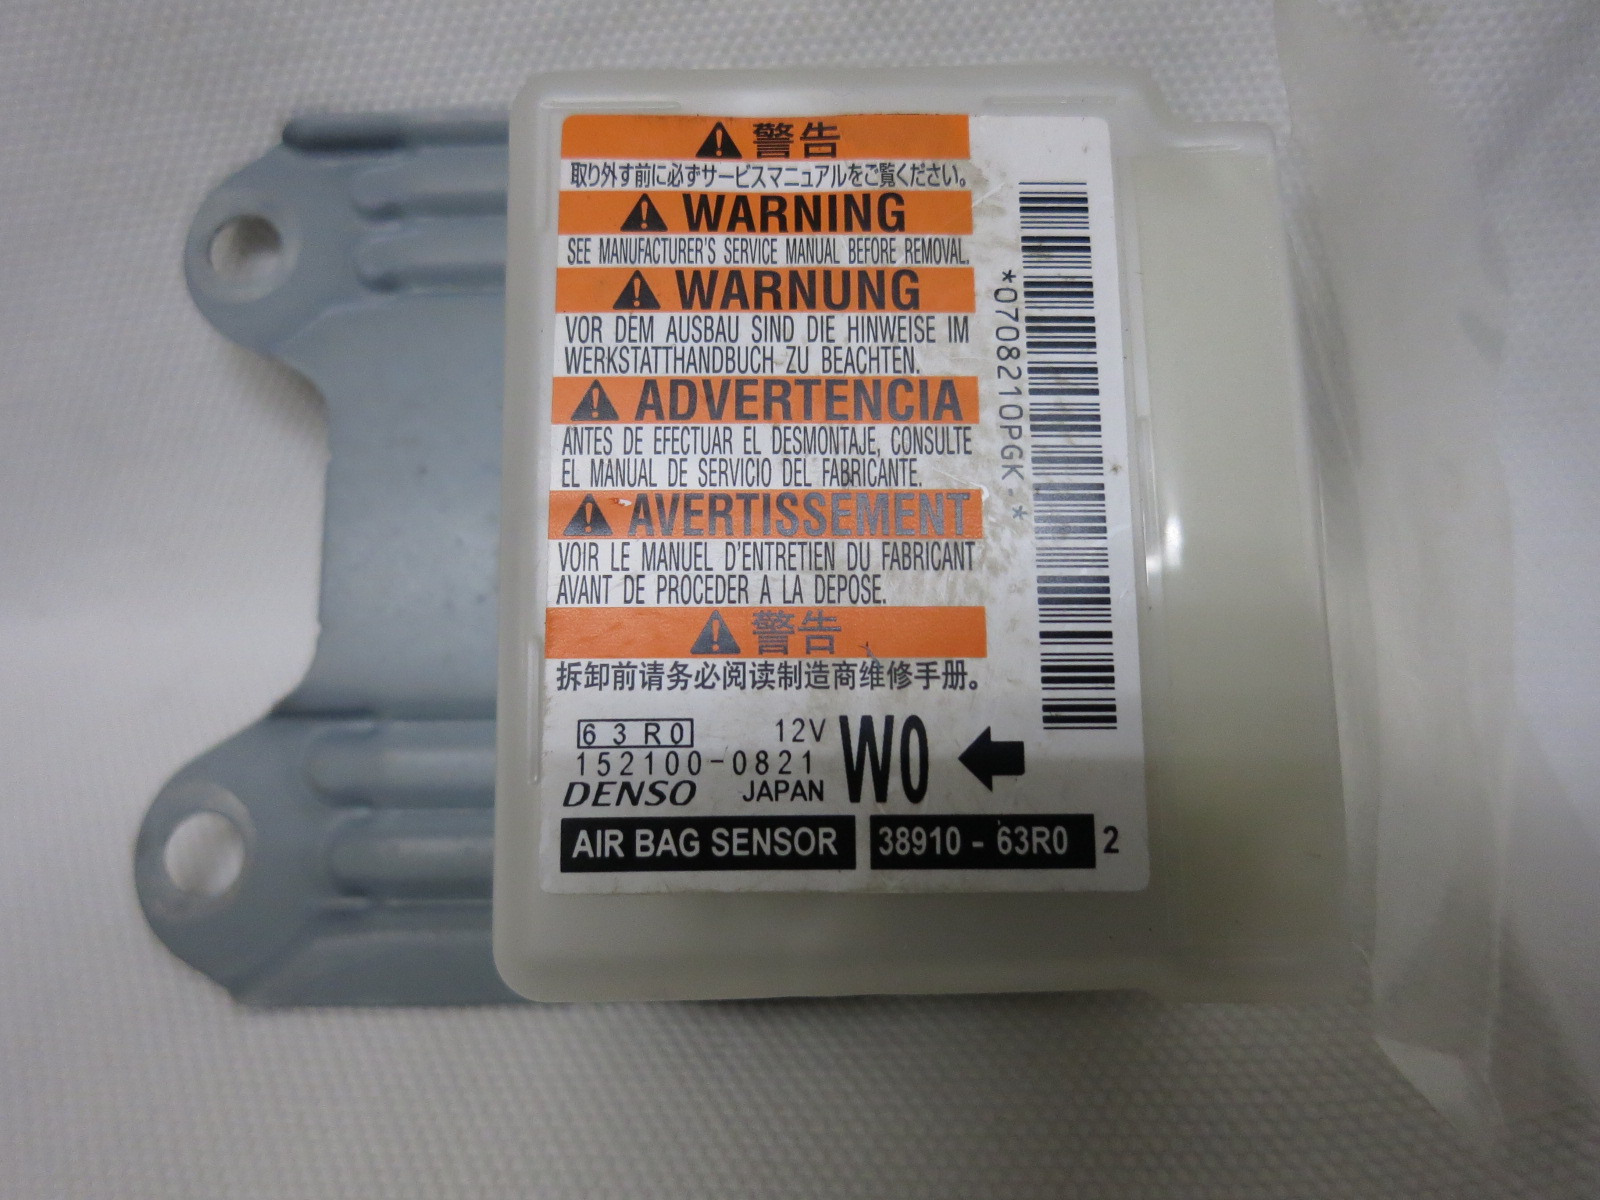 警告
取り外す前に必ずサービスマニュアルをご覧ください。
WARNING
SEE MANUFACTURER'S SERVICE MANUAL BEFORE REMOVAL.
WARNUNG
VOR DEM AUSBAU SIND DIE HINWEISE IM
WERKSTATTHANDBUCH ZU BEACHTEN.
ADVERTENCIA
ANTES DE EFECTUAR EL DESMONTAJE, CONSULTE
EL MANUAL DE SERVICIO DEL FABRICANTE.
AVERTISSEMENT
VOIR LE MANUEL D'ENTRETIEN DU FABRICANT
AVANT DE PROCEDER A LA DEPOSE.
警告
拆卸前请务必阅读制造商维修手册。
63R0 12V W0
152100-0821
DENSO JAPAN
AIR BAG SENSOR 38910 - 63R0 2
*0708210PGK-*